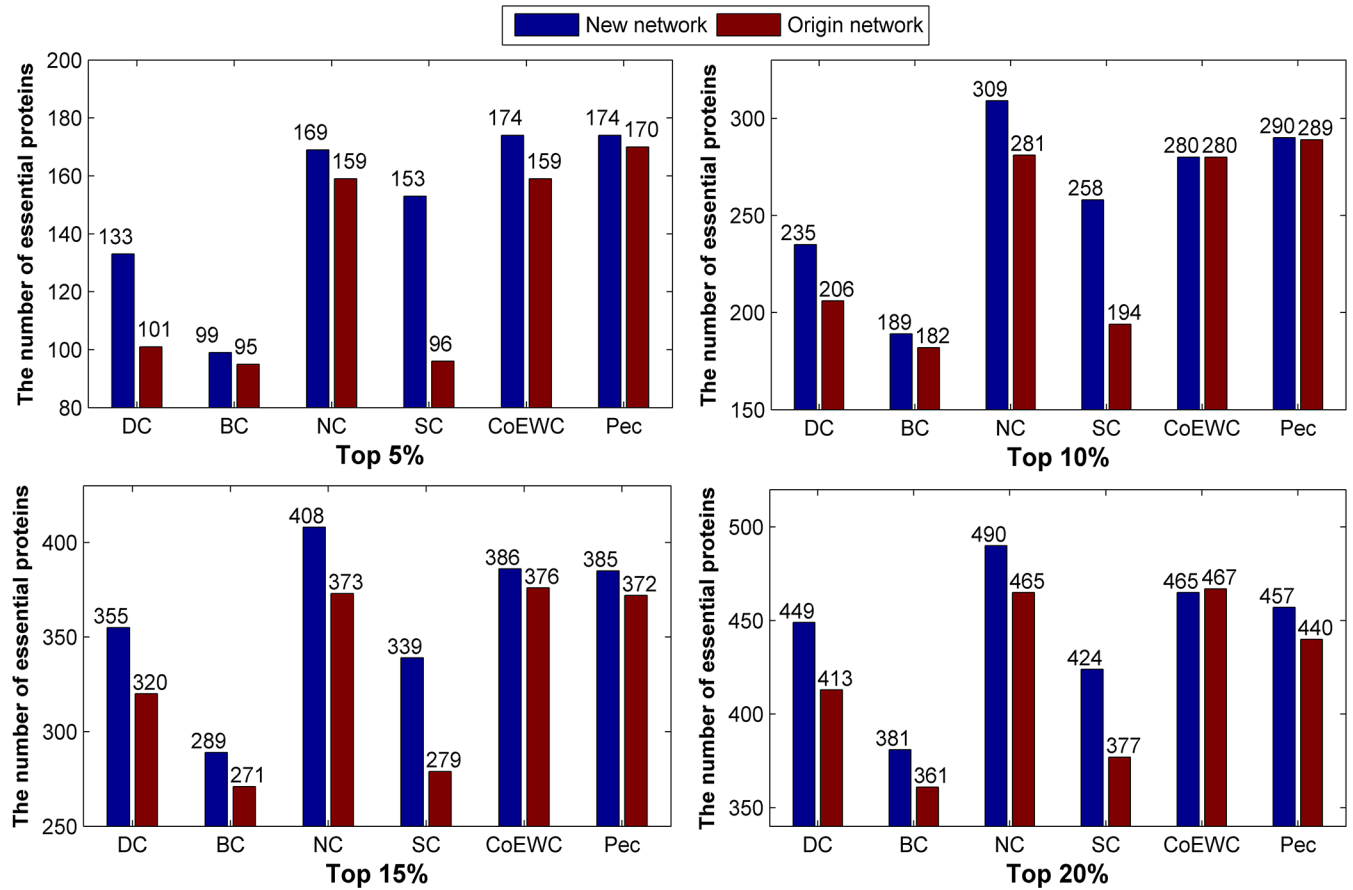 New network Origin network
The number of essential proteins
200
180
160
140
120
100
80
133 101 99 95 169 159 153 96 174 159 174 170
DC BC NC SC CoEWC Pec
Top 5%
The number of essential proteins
300
250
200
150
235 206 189 182 309 281 258 194 280 280 290 289
DC BC NC SC CoEWC Pec
Top 10%
The number of essential proteins
400
350
300
250
355 320 289 271 408 373 339 279 386 376 385 372
DC BC NC SC CoEWC Pec
Top 15%
The number of essential proteins
500
450
400
350
449 413 381 361 490 465 424 377 465 467 457 440
DC BC NC SC CoEWC Pec
Top 20%